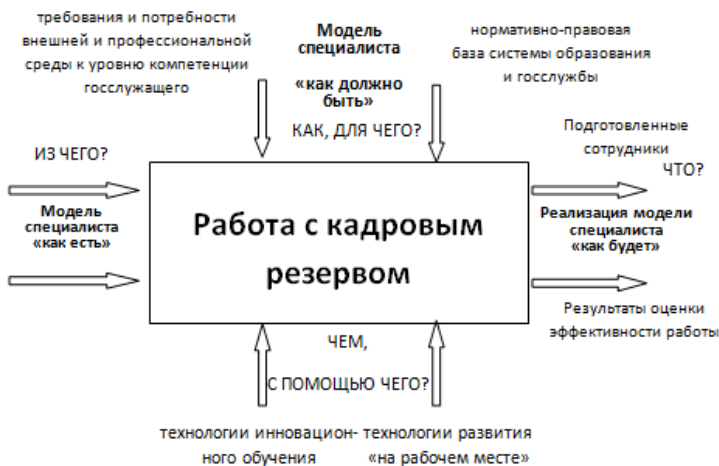 требования и потребности
внешней и профессиональной
среды к уровню компетенции
госслужащего
Модель
специалиста
«как должно
быть»
КАК, ДЛЯ ЧЕГО?
нормативно-правовая
база системы образования
и госслужбы
ИЗ ЧЕГО?
Модель
специалиста
«как есть»
Работа с кадровым
резервом
Подготовленные
сотрудники
ЧТО?
Реализация модели
специалиста
«как будет»
Результаты оценки
эффективности работы
ЧЕМ,
С ПОМОЩЬЮ ЧЕГО?
технологии инновацион-
ного обучения
технологии развития
«на рабочем месте»